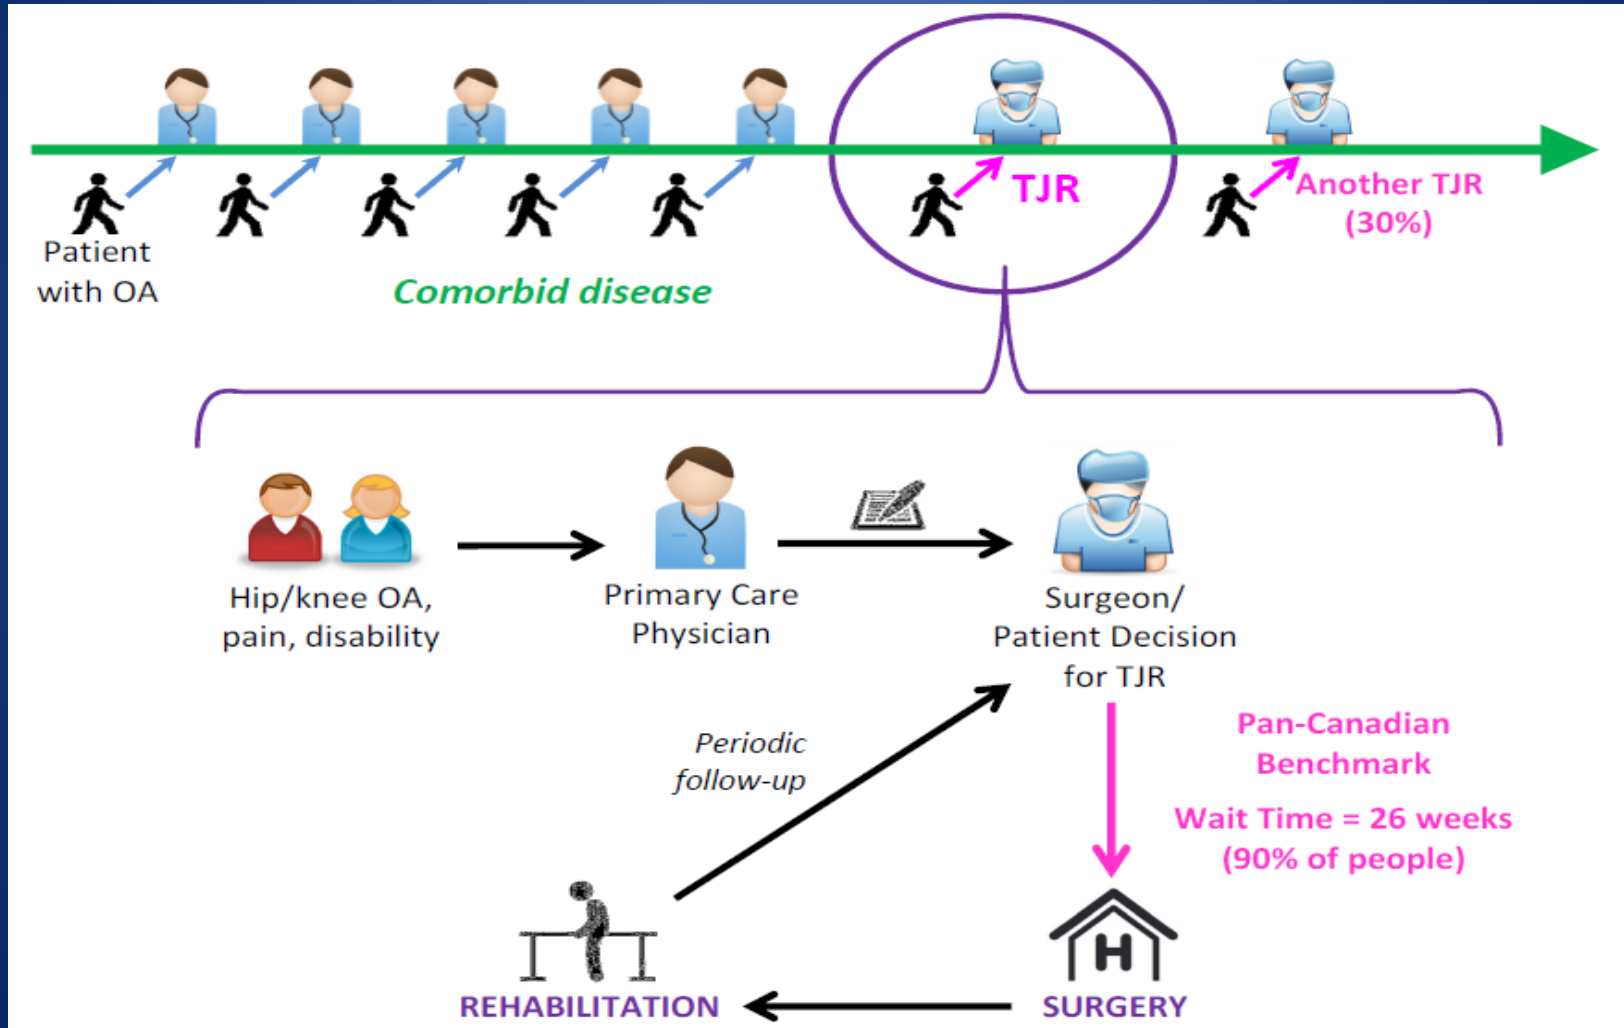 TJR
Another TJR
(30%)
Patient
with OA
Comorbid disease
Hip/knee OA,
pain, disability
Primary Care
Physician
Surgeon/
Patient Decision
for TJR
Periodic
follow-up
Pan-Canadian
Benchmark
Wait Time = 26 weeks
(90% of people)
H
REHABILITATION
SURGERY